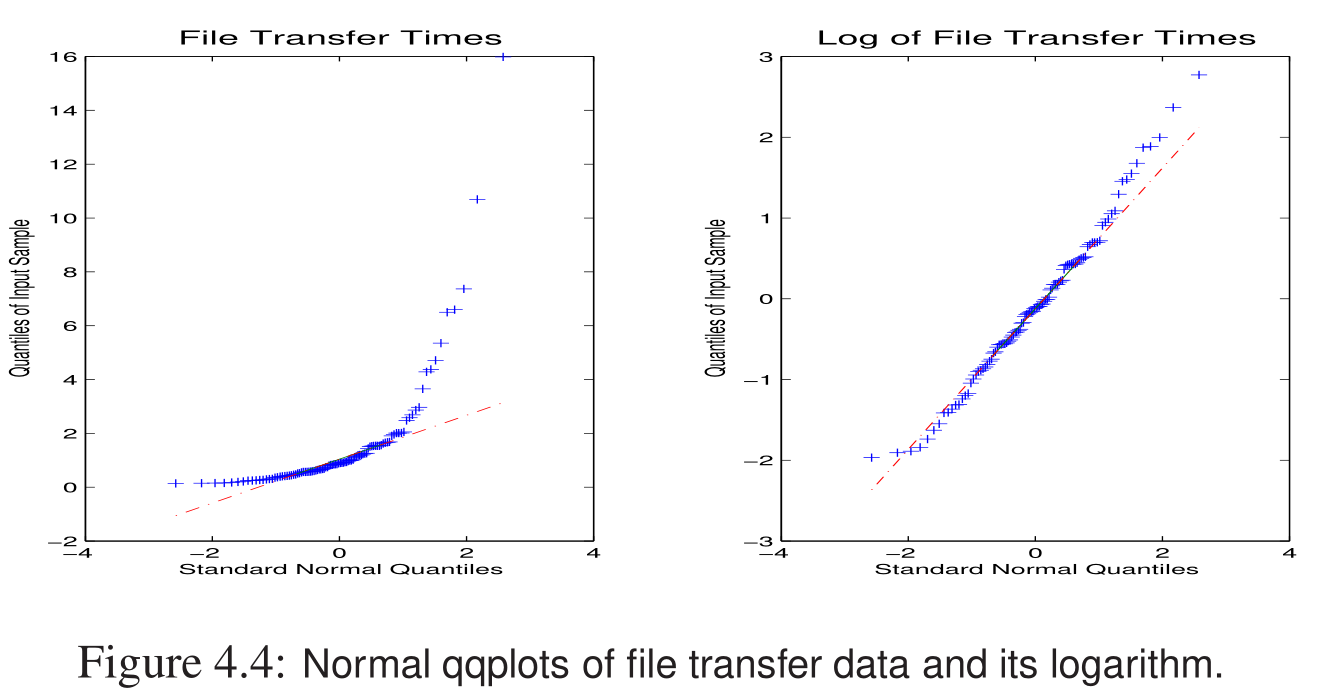 File Transfer Times
16
14
12
10
8
6
4
2
0
−2
Quantiles of Input Sample
−4 −2 0 2 4
Standard Normal Quantiles
Log of File Transfer Times
3
2
1
0
−1
−2
−3
Quantiles of Input Sample
−4 −2 0 2 4
Standard Normal Quantiles
Figure 4.4: Normal qqplots of file transfer data and its logarithm.